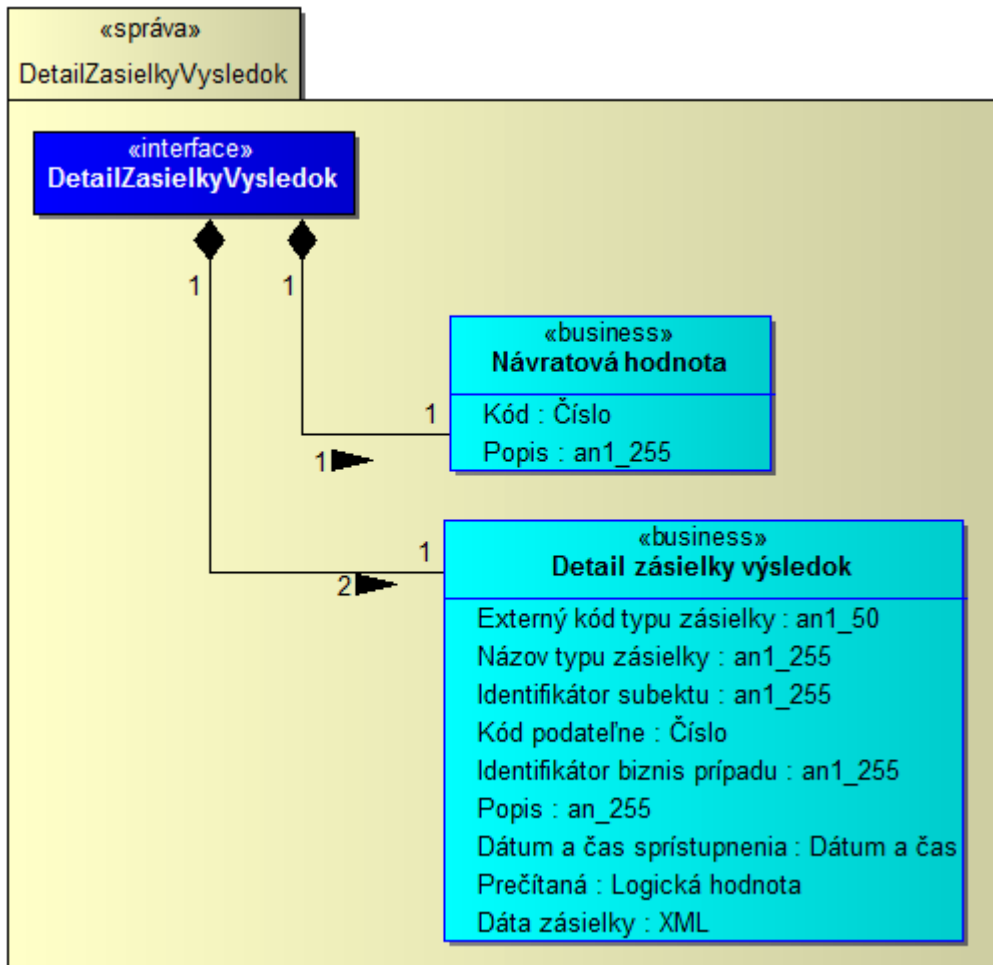 «správa»
DetailZasielkyVysledok
«interface»
DetailZasielkyVysledok
1
1
«business»
Návratová hodnota
Kód : Číslo
Popis : an1_255
1
1
«business»
Detail zásielky výsledok
Externý kód typu zásielky : an1_50
Názov typu zásielky : an1_255
Identifikátor subektu : an1_255
Kód podateľne : Číslo
Identifikátor biznis prípadu : an1_255
Popis : an_255
Dátum a čas sprístupnenia : Dátum a čas
Prečítaná : Logická hodnota
Dáta zásielky : XML
1
2